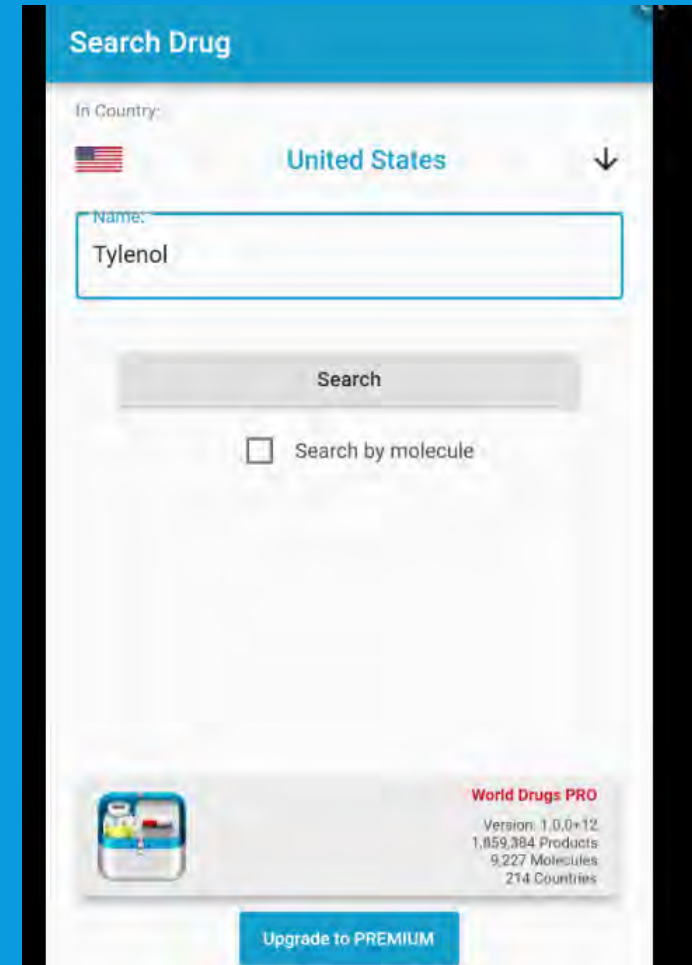 Search Drug
In Country:
United States
Name:
Tylenol
Search
Search by molecule
World Drugs PRO
Version: 1.0.0+12
1,859,384 Products
9,227 Molecules
214 Countries
Upgrade to PREMIUM